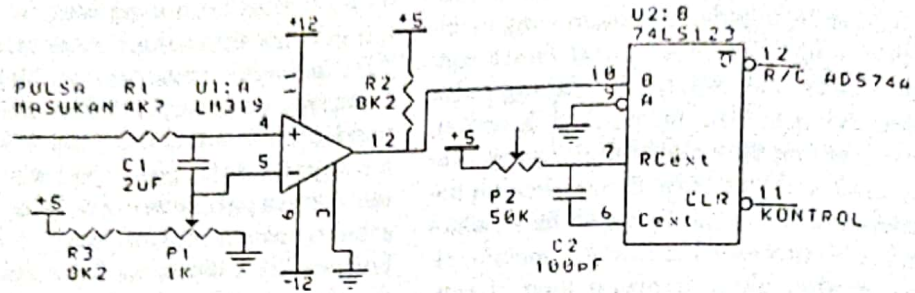 PULSA
MASUKAN
R1
4K7
U1:A
LM319
+12
11
4
+
5
-
12
6
3
-12
C1
2uF
+5
R3
8K2
P1
1K
+5
R2
8K2
+5
P2
50K
C2
100pF
U2:B
74LS123
10
B
9
A
7
RCext
6
Cext
Q
12
R/C ADS74A
CLR
11
KONTROL